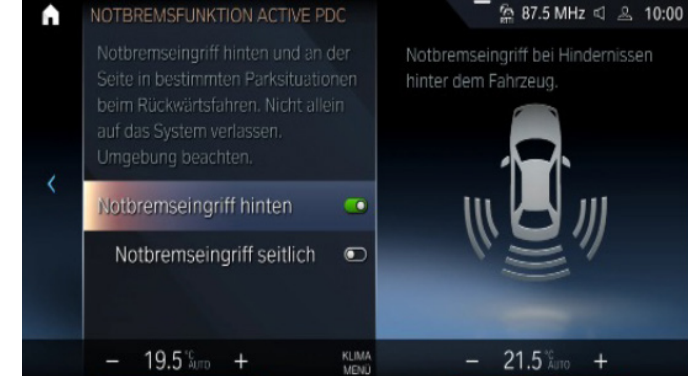 NOTBREMSFUNKTION ACTIVE PDC
87.5 MHz
10:00
Notbremseingriff hinten und an der
Seite in bestimmten Parksituationen
beim Rückwärtsfahren. Nicht allein
auf das System verlassen.
Umgebung beachten.
Notbremseingriff hinten
Notbremseingriff seitlich
Notbremseingriff bei Hindernissen
hinter dem Fahrzeug.
− 19.5 °C AUTO +
KLIMA
MENÜ
− 21.5 °C AUTO +